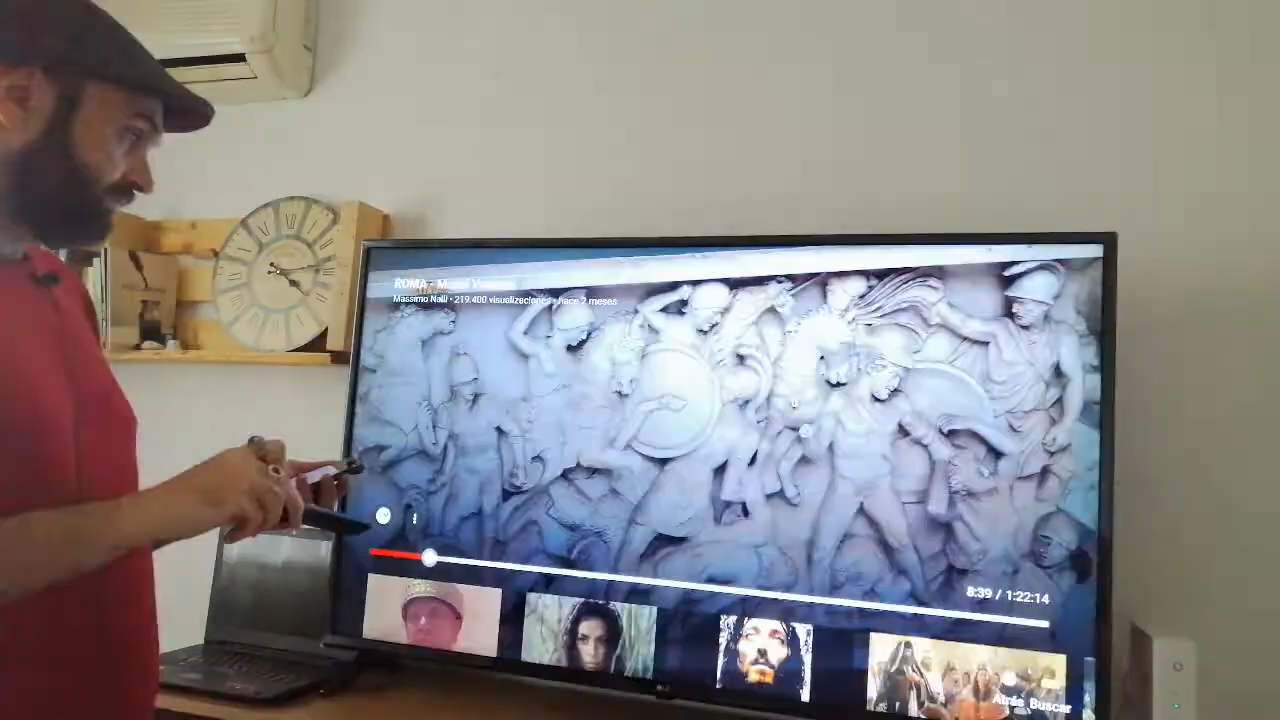 ROMA - M
Massimo Nalli • 219.400 visualizaciones • hace 2 meses
8:39 / 1:22:14
Atrás Buscar